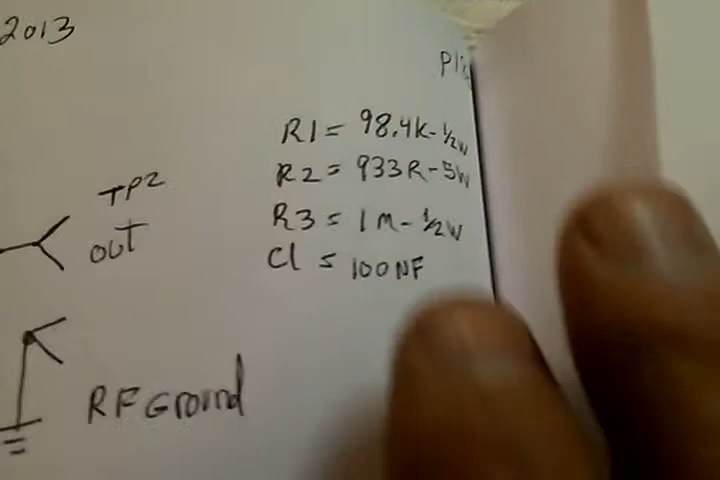 2013
R1 = 98.4K-1/2W
R2 = 933R-5W
R3 = 1M-1/2W
C1 = 100NF
TP2
OUT
RF Ground